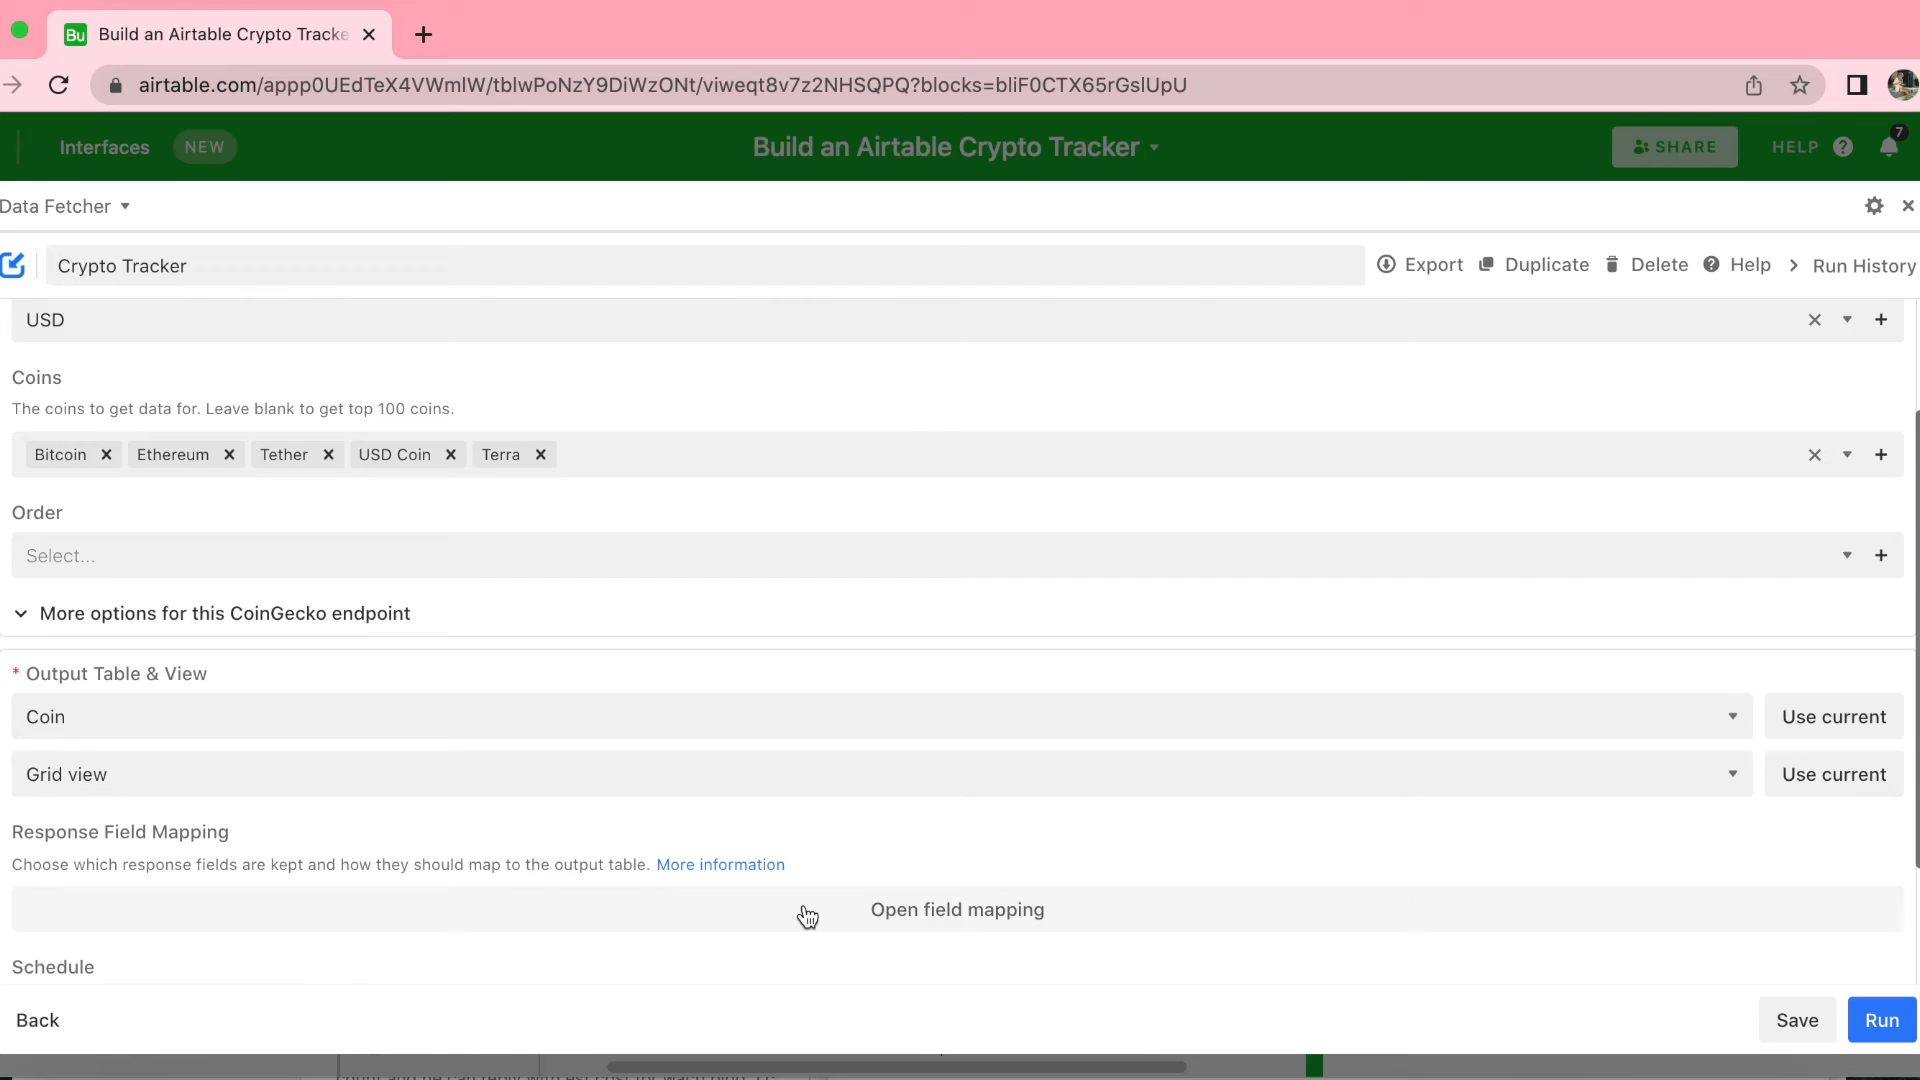 Bu Build an Airtable Crypto Tracke
airtable.com/appp0UEdTeX4VWmIW/tblwPoNzY9DiWzONt/viweqt8v7z2NHSQPQ?blocks=bliF0CTX65rGslUpU
Interfaces NEW Build an Airtable Crypto Tracker SHARE HELP ? 7
Data Fetcher
Crypto Tracker Export Duplicate Delete Help Run History
USD
Coins
The coins to get data for. Leave blank to get top 100 coins.
Bitcoin Ethereum Tether USD Coin Terra
Order
Select...
More options for this CoinGecko endpoint
* Output Table & View
Coin Use current
Grid view Use current
Response Field Mapping
Choose which response fields are kept and how they should map to the output table. More information
Open field mapping
Schedule
Back Save Run